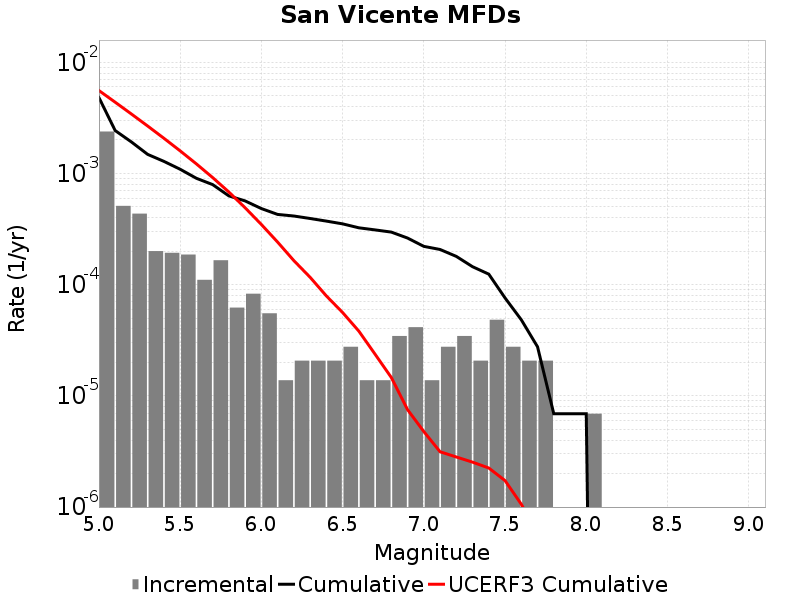 San Vicente MFDs
Rate (1/yr)
10-2
10-3
10-4
10-5
10-6
5.0 5.5 6.0 6.5 7.0 7.5 8.0 8.5 9.0
Magnitude
Incremental Cumulative UCERF3 Cumulative